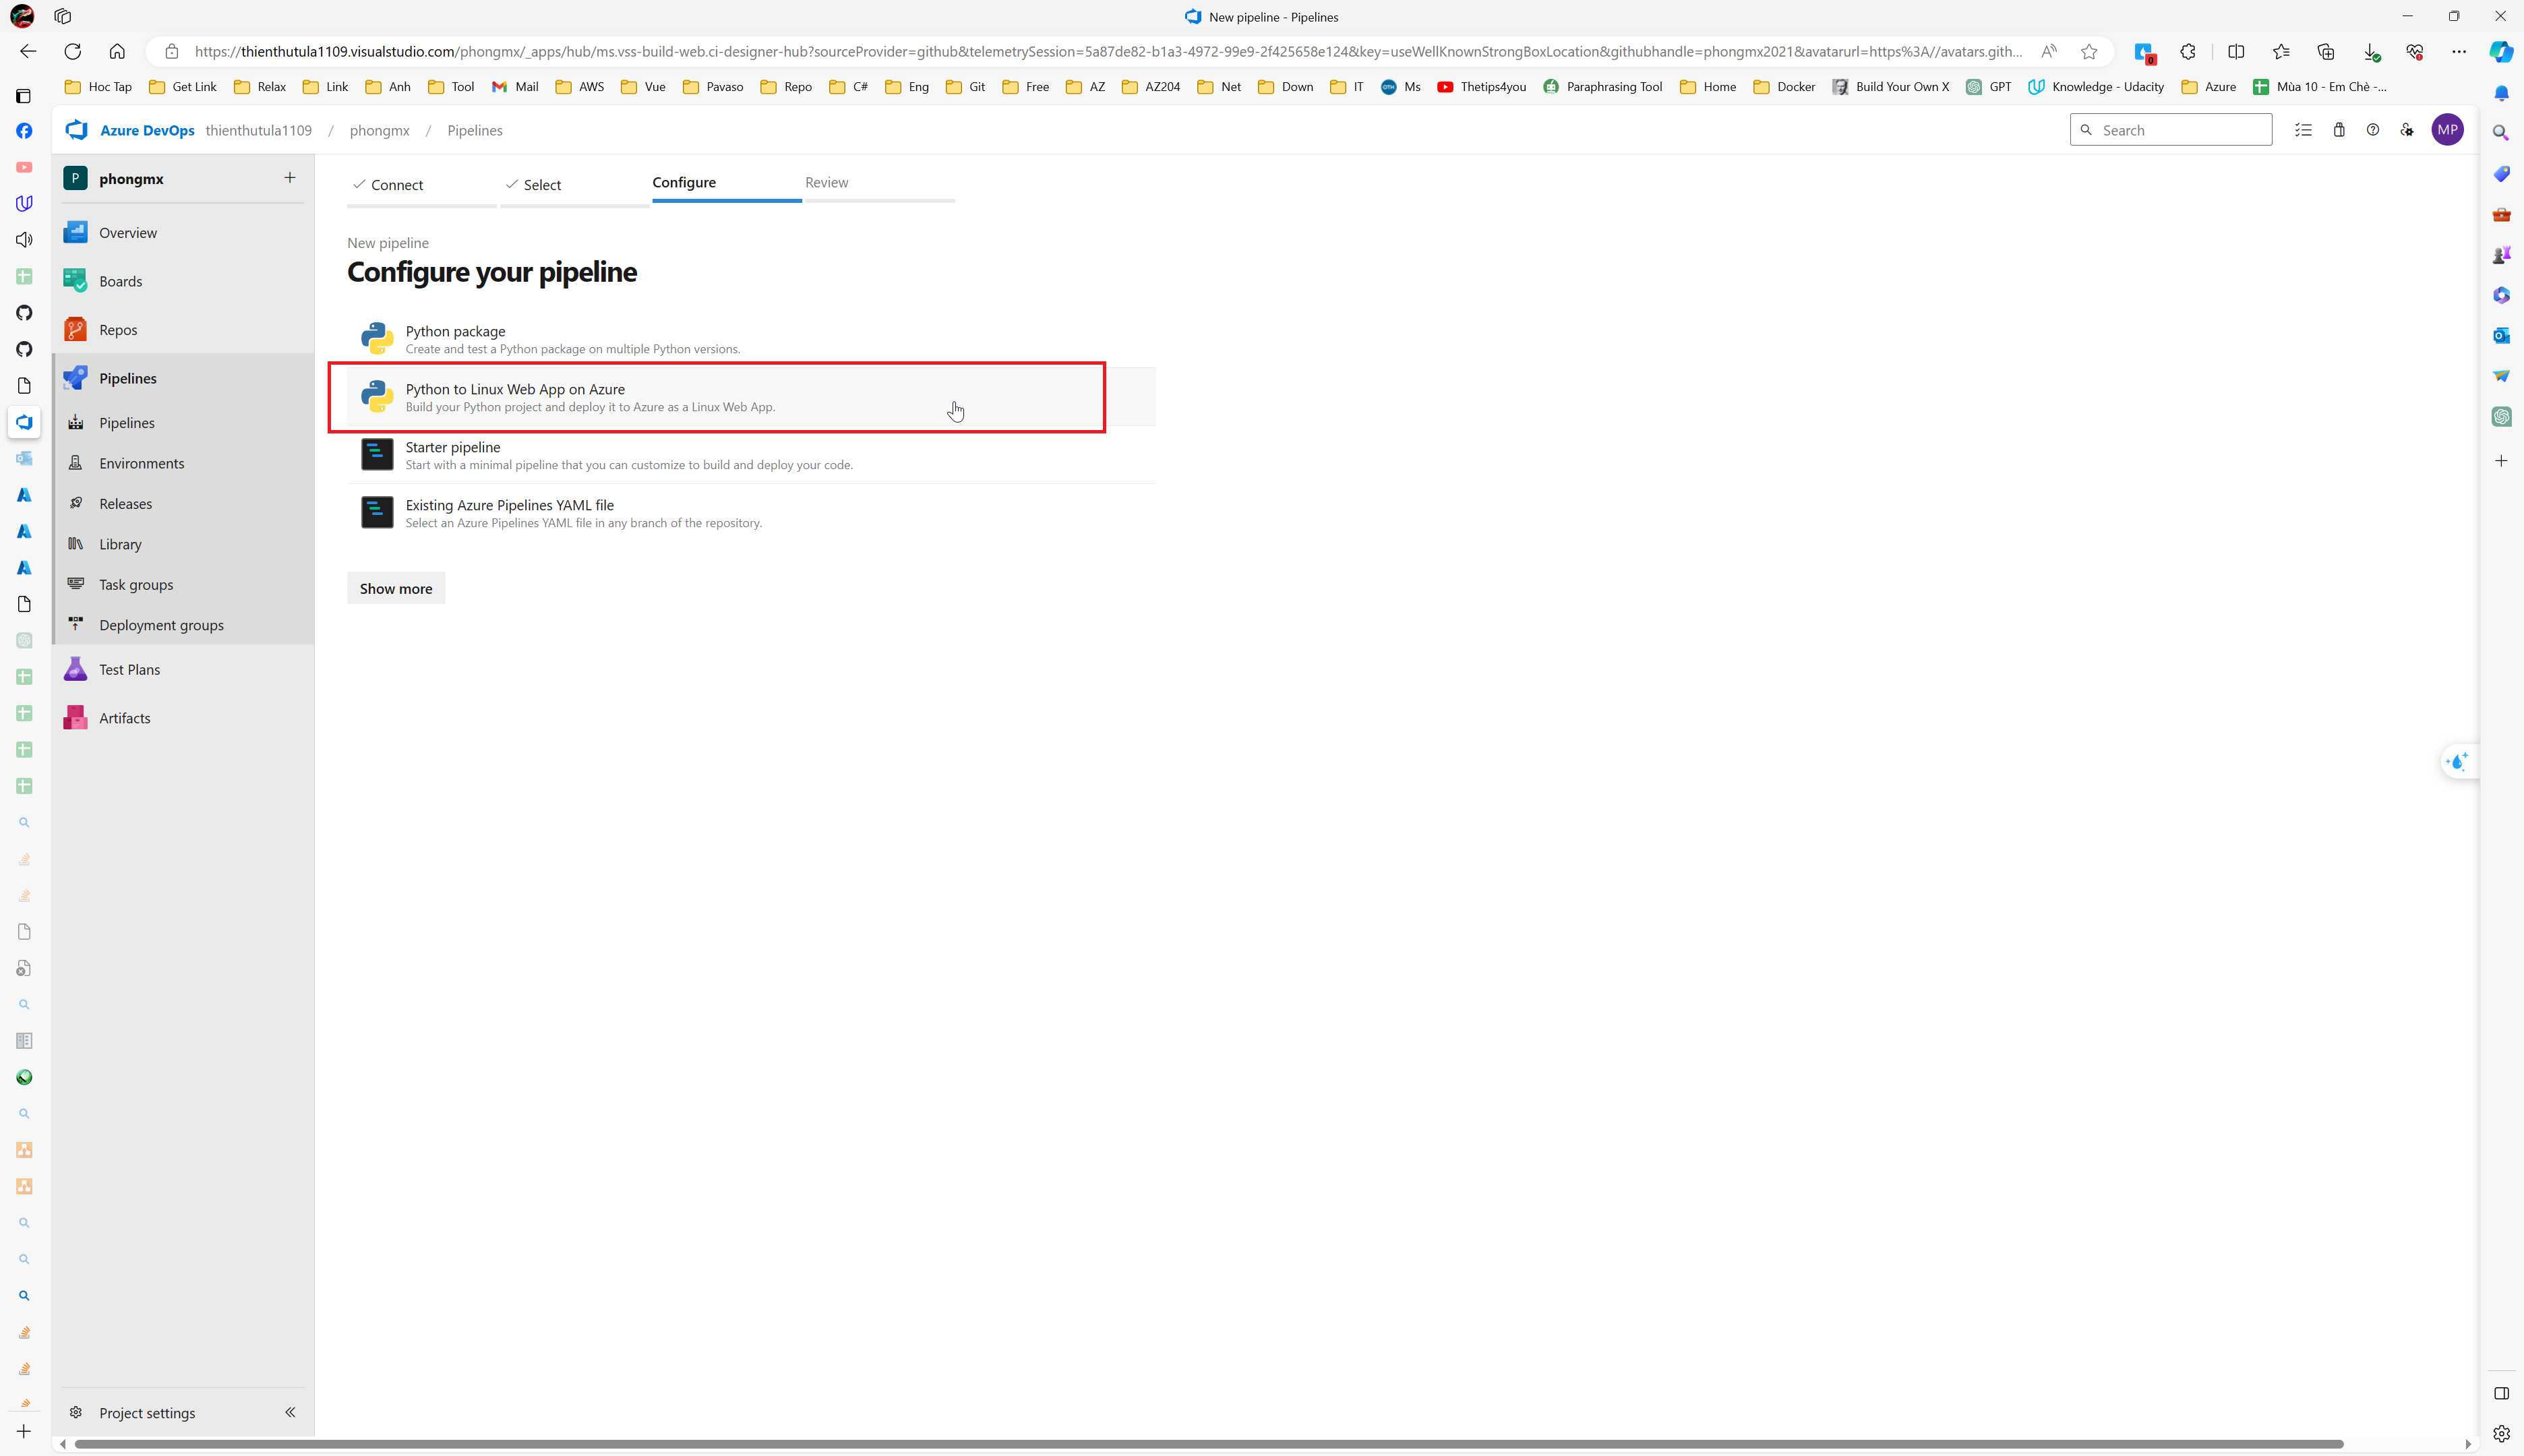 New pipeline - Pipelines
https://thienthutula1109.visualstudio.com/phongmx/_apps/hub/ms.vss-build-web.ci-designer-hub?sourceProvider=github&telemetrySession=5a87de82-b1a3-4972-99e9-2f425658e124&key=useWellKnownStrongBoxLocation&githubhandle=phongmx2021&avatarurl=https%3A//avatars.gith...
0
Hoc Tap Get Link Relax Link Anh Tool Mail AWS Vue Pavaso Repo C# Eng Git Free AZ AZ204 Net Down IT Ms Thetips4you Paraphrasing Tool Home Docker Build Your Own X GPT Knowledge - Udacity Azure Mùa 10 - Em Chè -...
Azure DevOps thienthutula1109 / phongmx / Pipelines
Search
MP
P phongmx
Overview
Boards
Repos
Pipelines
Pipelines
Environments
Releases
Library
Task groups
Deployment groups
Test Plans
Artifacts
Project settings
Connect Select Configure Review
New pipeline
Configure your pipeline
Python package
Create and test a Python package on multiple Python versions.
Python to Linux Web App on Azure
Build your Python project and deploy it to Azure as a Linux Web App.
Starter pipeline
Start with a minimal pipeline that you can customize to build and deploy your code.
Existing Azure Pipelines YAML file
Select an Azure Pipelines YAML file in any branch of the repository.
Show more